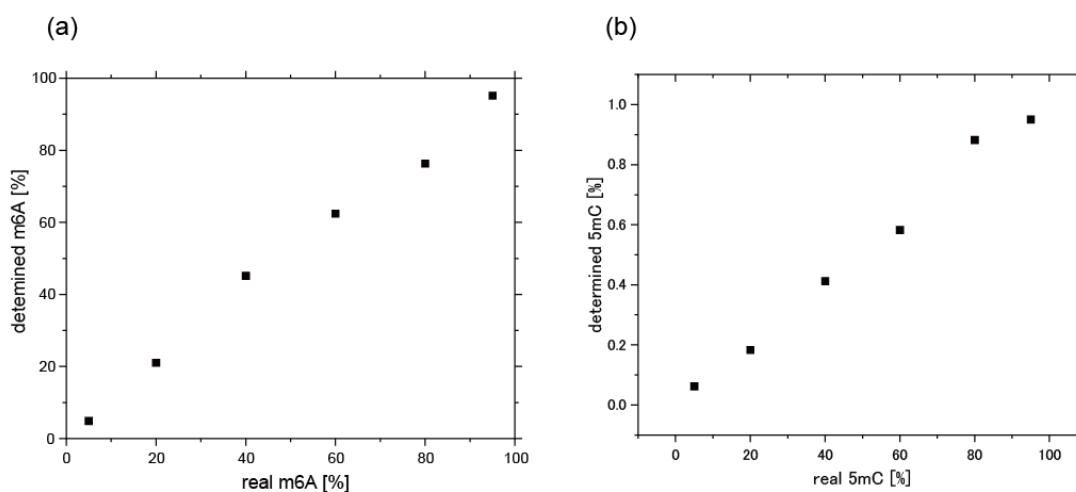 (a)
100
80
60
40
20
0
detemined m6A [%]
0 20 40 60 80 100
real m6A [%]
(b)
1.0
0.8
0.6
0.4
0.2
0.0
determined 5mC [%]
0 20 40 60 80 100
real 5mC [%]